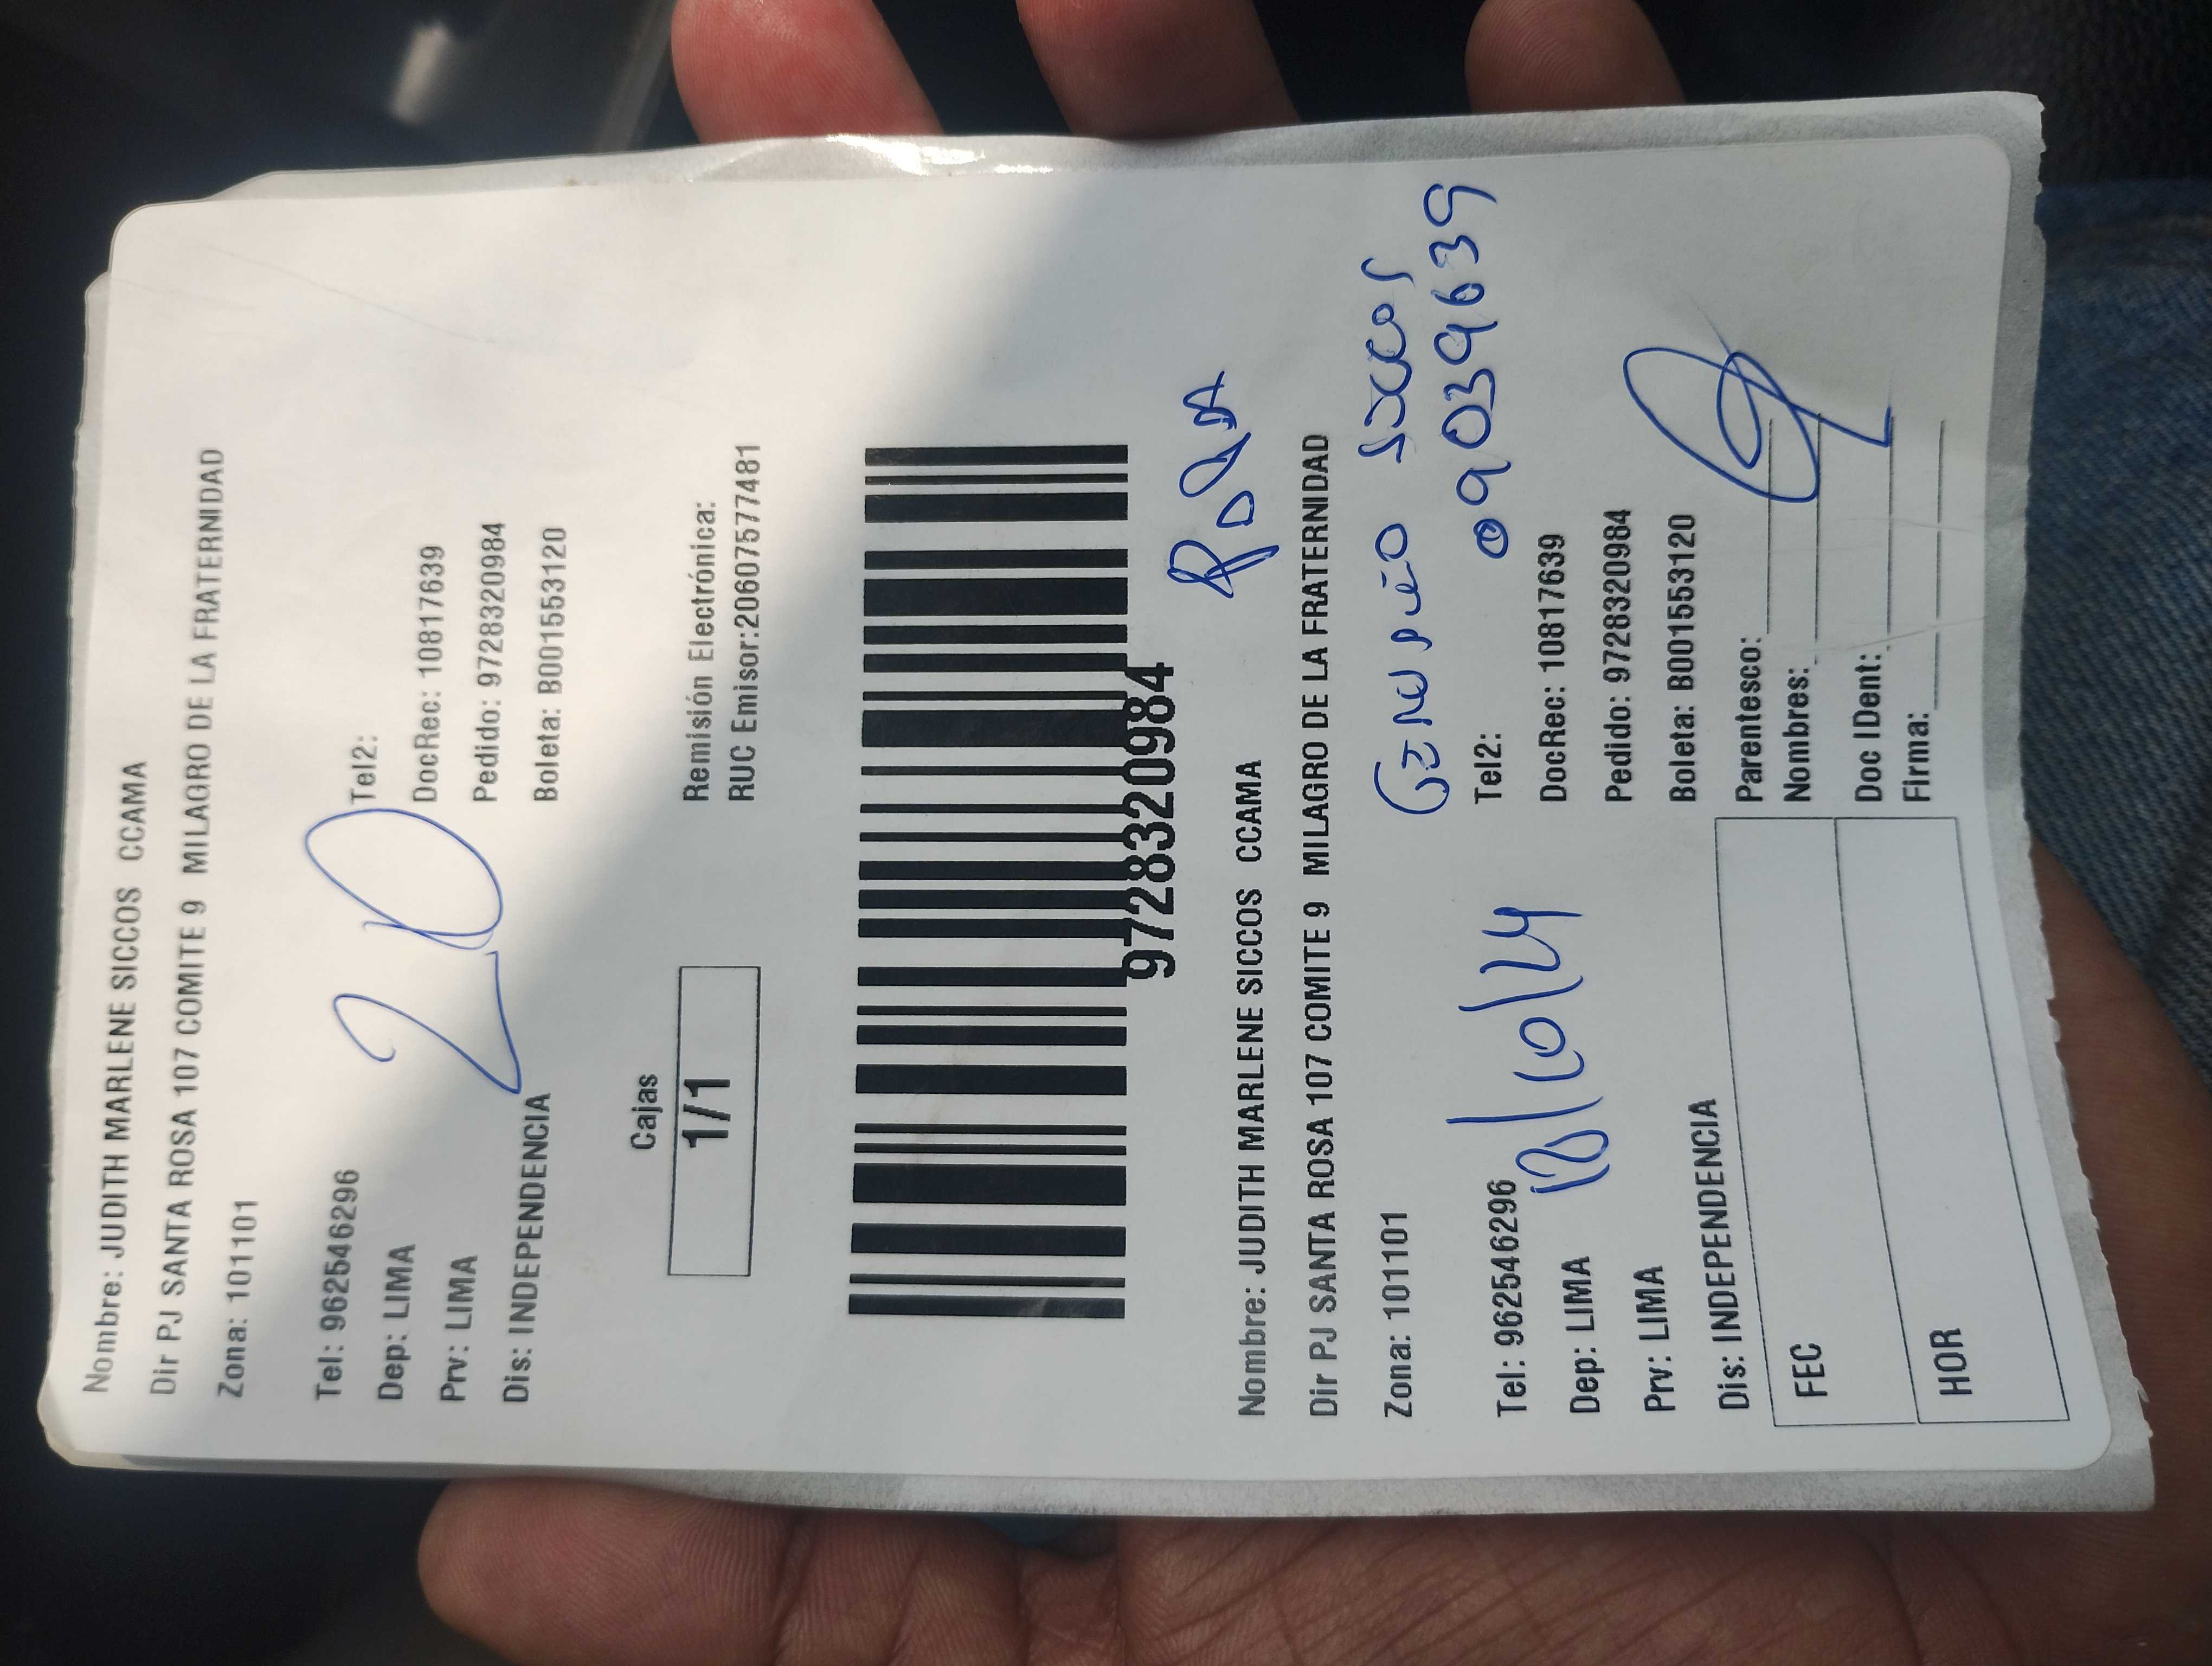 Nombre: JUDITH MARLENE SICCOS CCAMA
Dir PJ SANTA ROSA 107 COMITE 9 MILAGRO DE LA FRATERNIDAD
Zona: 101101
Tel: 962546296 Tel2:
Dep: LIMA DocRec: 10817639
Prv: LIMA Pedido: 97283209​84
Dis: INDEPENDENCIA Boleta: B001553120
20
Cajas
1/1
Remisión Electrónica:
RUC Emisor:20607577481
9728320984
Nombre: JUDITH MARLENE SICCOS CCAMA
Dir PJ SANTA ROSA 107 COMITE 9 MILAGRO DE LA FRATERNIDAD
Zona: 101101
09039639
Tel: 962546296 Tel2:
Dep: LIMA DocRec: 10817639
Prv: LIMA Pedido: 9728320984
Dis: INDEPENDENCIA Boleta: B001553120
FEC
HOR
Parentesco:
Nombres:
Doc IDent:
Firma: